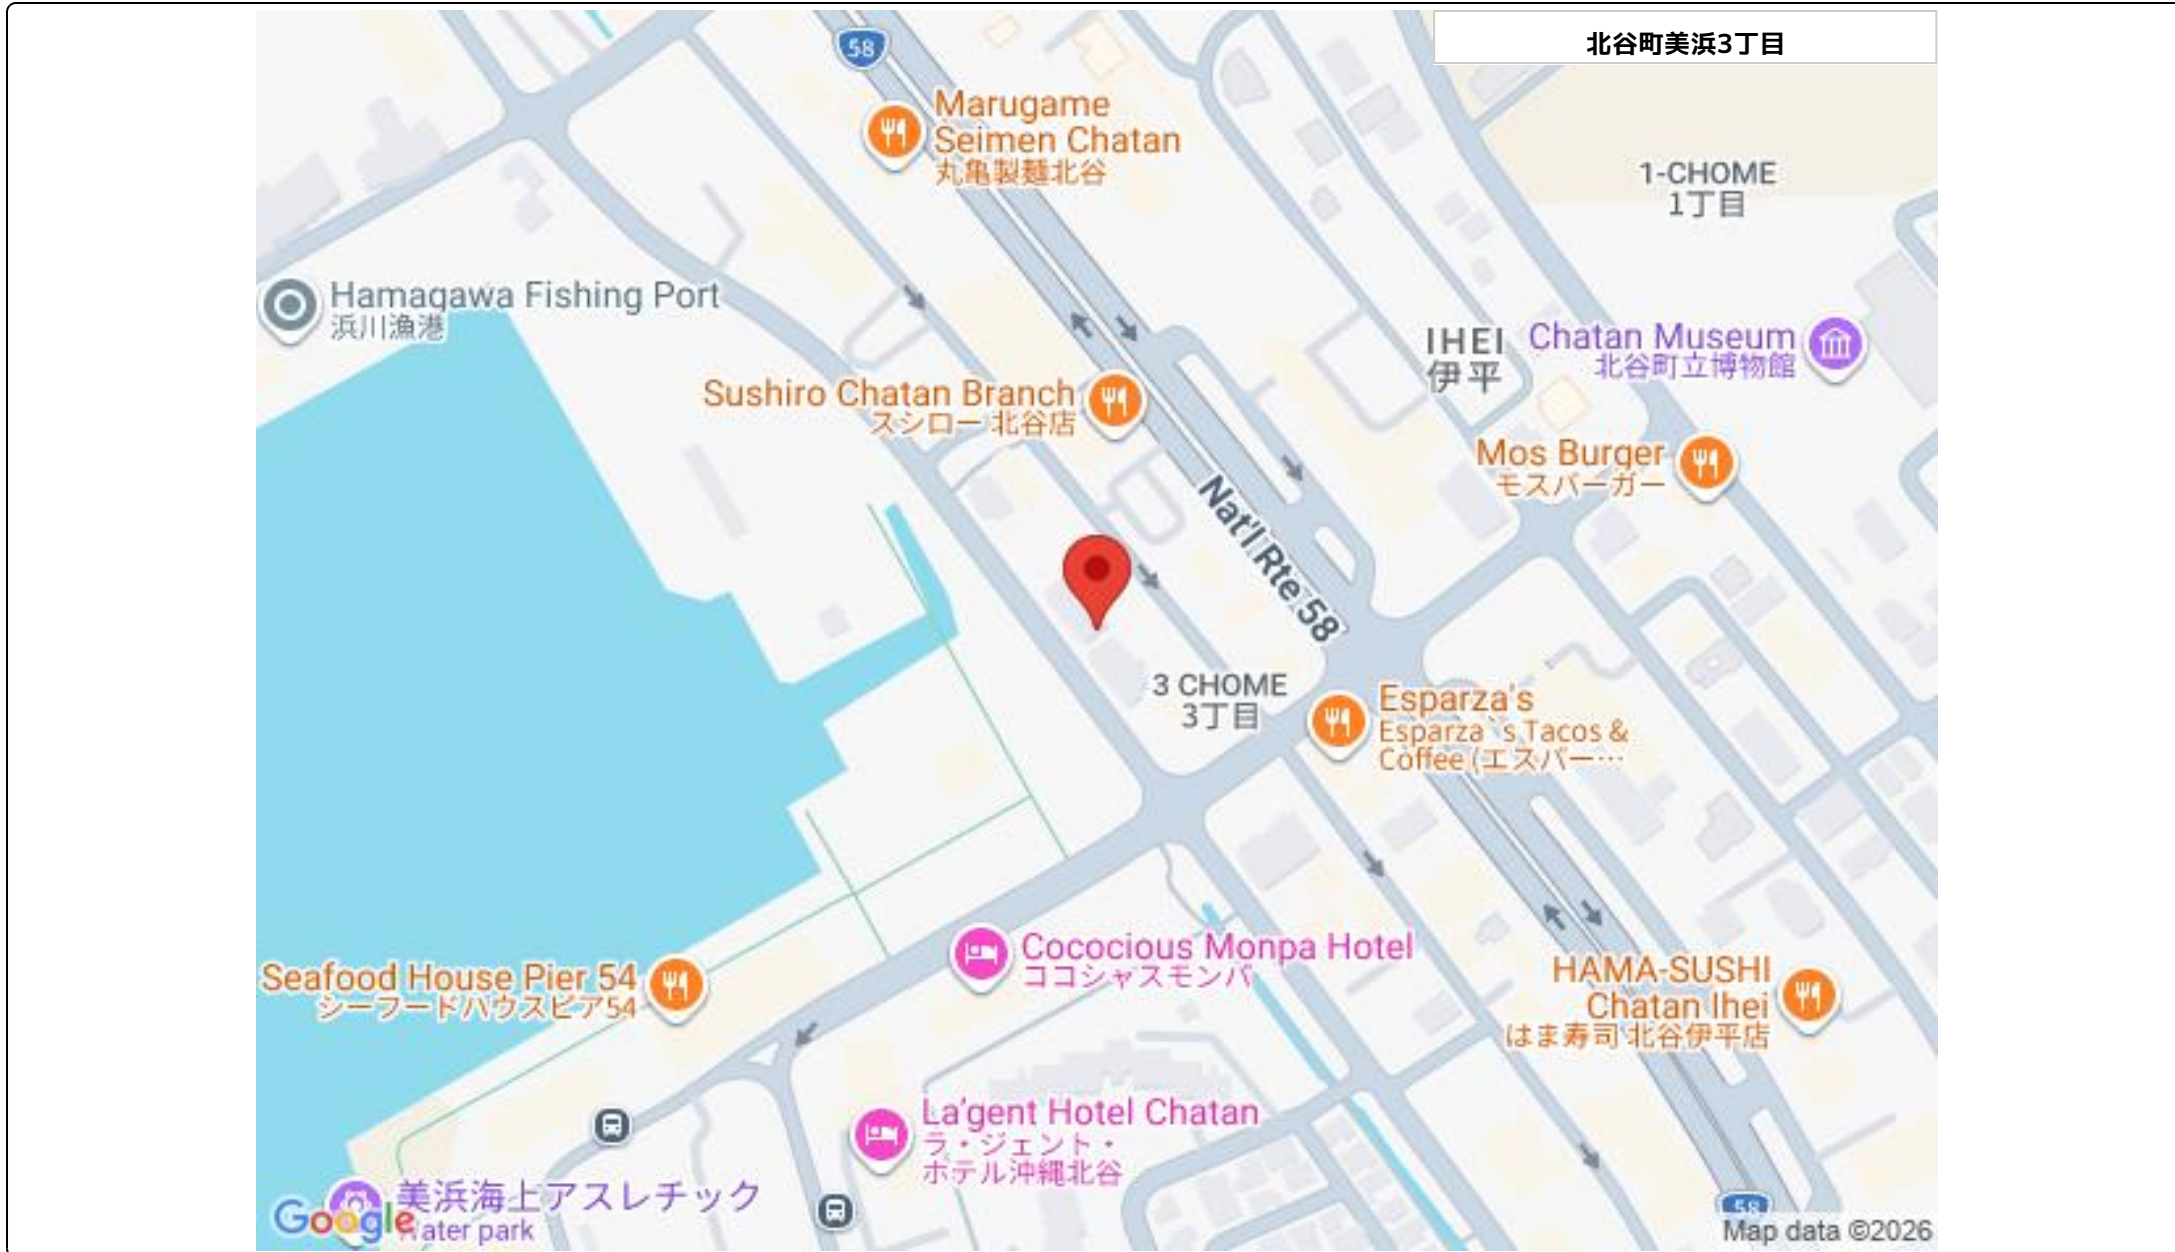 北谷町美浜3丁目
58
Marugame
Seimen Chatan
丸亀製麺北谷
1-CHOME
1丁目
Hamagawa Fishing Port
浜川漁港
IHEI
伊平
Chatan Museum
北谷町立博物館
Sushiro Chatan Branch
スシロー 北谷店
Mos Burger
モスバーガー
Nat'l Rte 58
3 CHOME
3丁目
Esparza's
Esparza`s Tacos &
Coffee (エスパー…
Cococious Monpa Hotel
ココシャスモンパ
Seafood House Pier 54
シーフードハウスピア54
HAMA-SUSHI
Chatan Ihei
はま寿司 北谷伊平店
La'gent Hotel Chatan
ラ・ジェント・
ホテル沖縄北谷
美浜海上アスレチック
ater park
Google
58
Map data ©2026